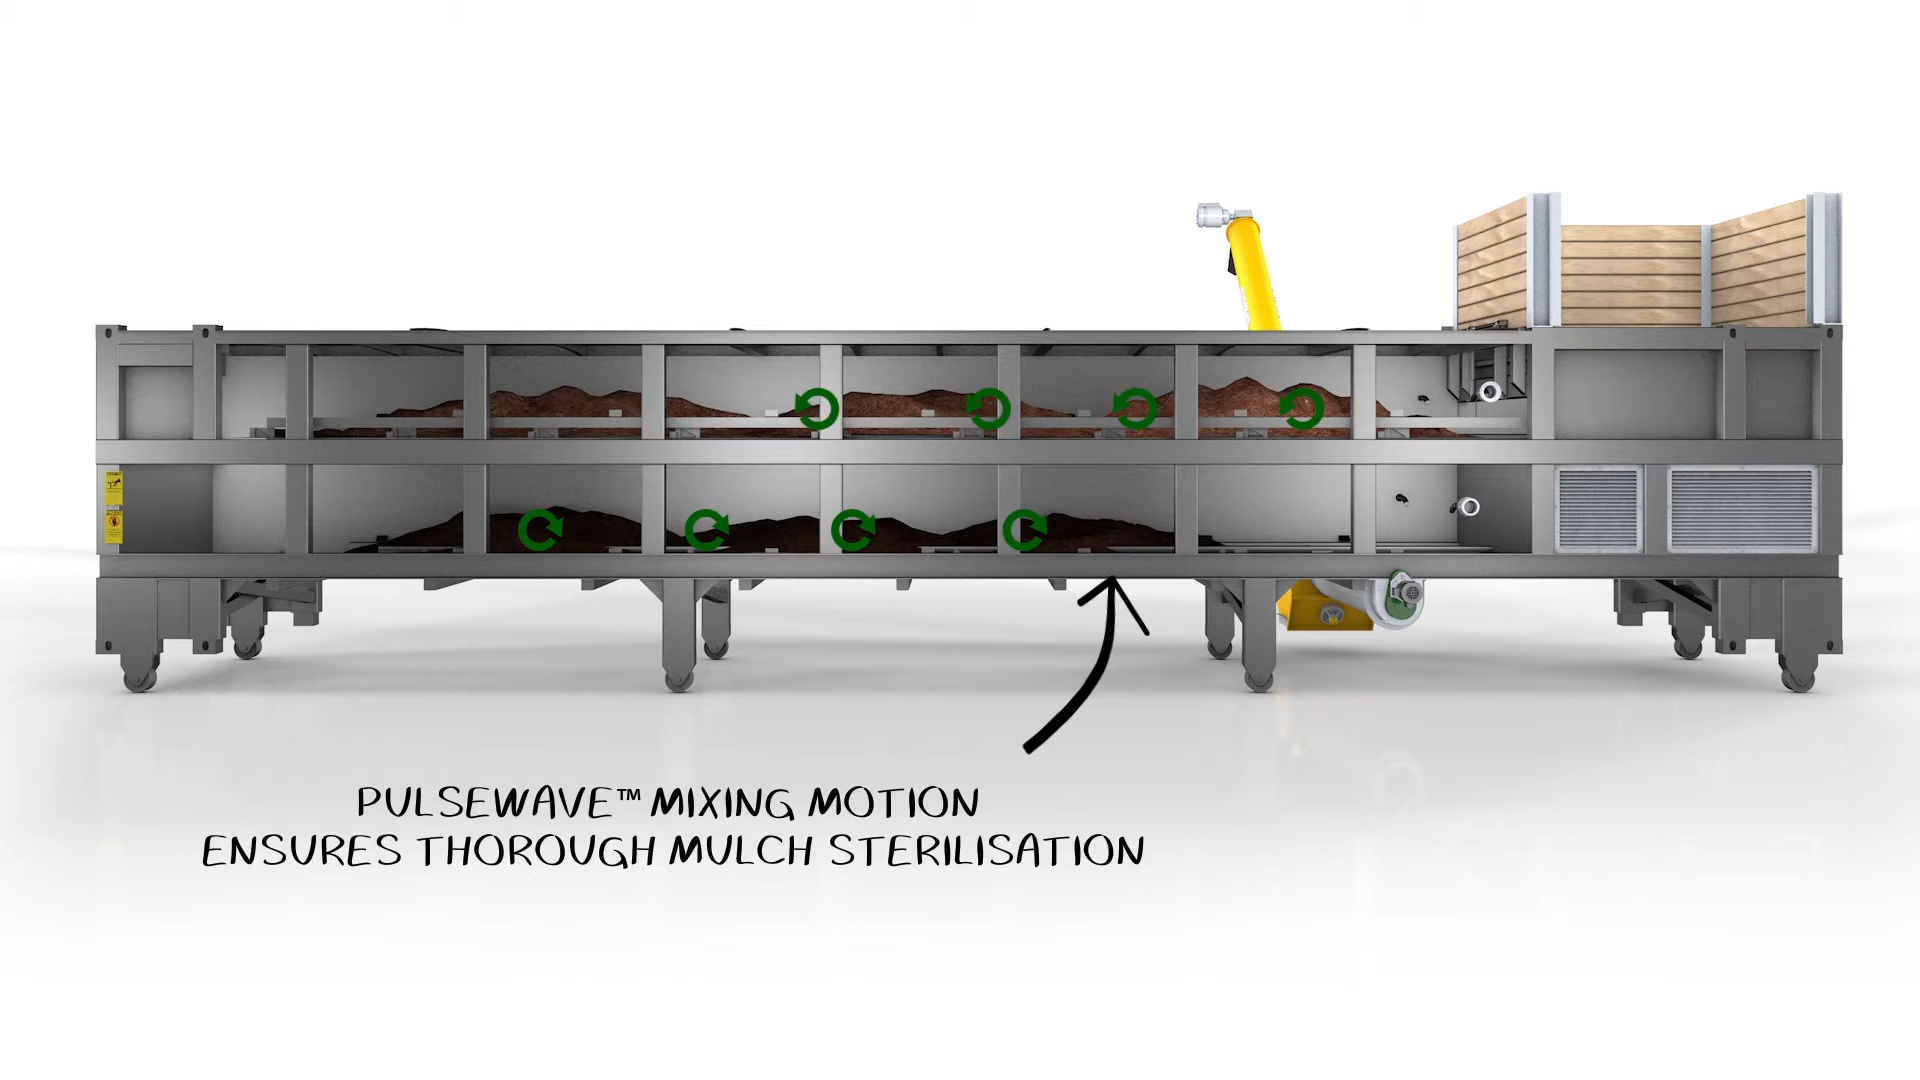 PULSEWAVE™ MIXING MOTION
ENSURES THOROUGH MULCH STERILISATION